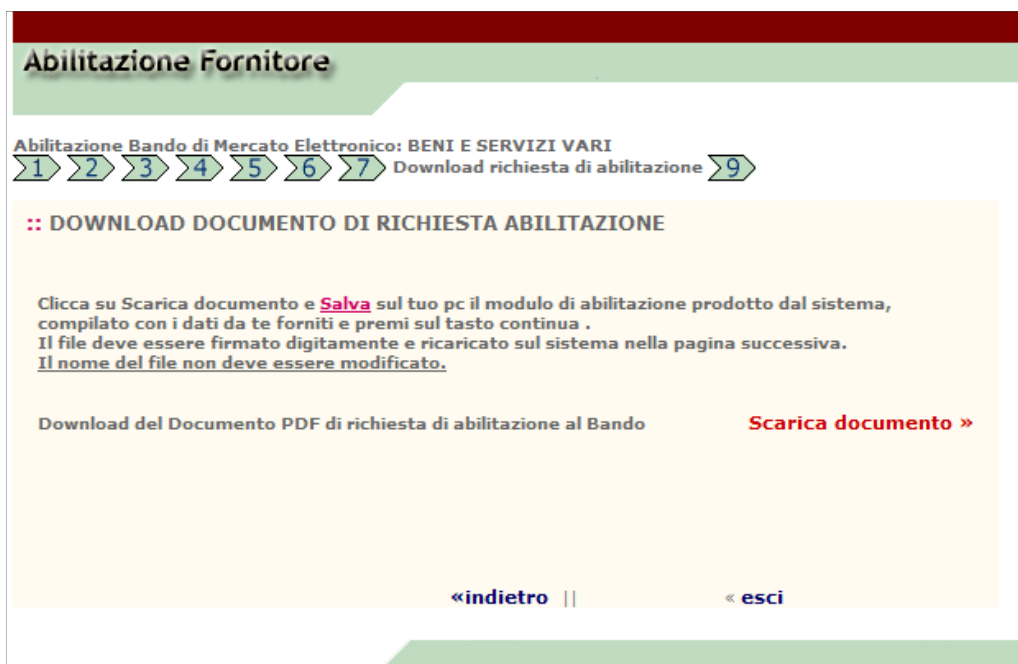 Abilitazione Fornitore
Abilitazione Bando di Mercato Elettronico: BENI E SERVIZI VARI
1 2 3 4 5 6 7 Download richiesta di abilitazione 9
:: DOWNLOAD DOCUMENTO DI RICHIESTA ABILITAZIONE
Clicca su Scarica documento e Salva sul tuo pc il modulo di abilitazione prodotto dal sistema,
compilato con i dati da te forniti e premi sul tasto continua .
Il file deve essere firmato digitamente e ricaricato sul sistema nella pagina successiva.
Il nome del file non deve essere modificato.
Download del Documento PDF di richiesta di abilitazione al Bando Scarica documento »
«indietro || « esci